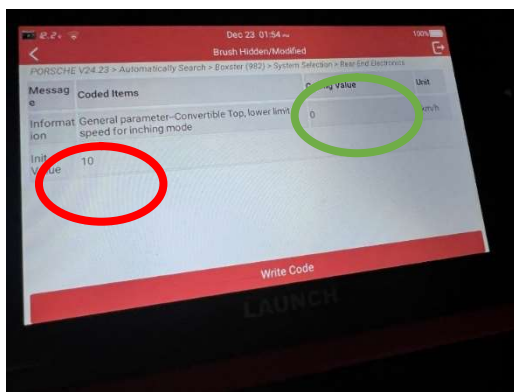 Dec 23 01:54
100%
Brush Hidden/Modified
PORSCHE V24.23 > Automatically Search > Boxster (982) > System Selection > Rear-End Electronics
Messag
e
Coded Items
Value
Unit
Informat
ion
General parameter–Convertible Top, lower limit
speed for inching mode
0
km/h
Value
10
Write Code
LAUNCH